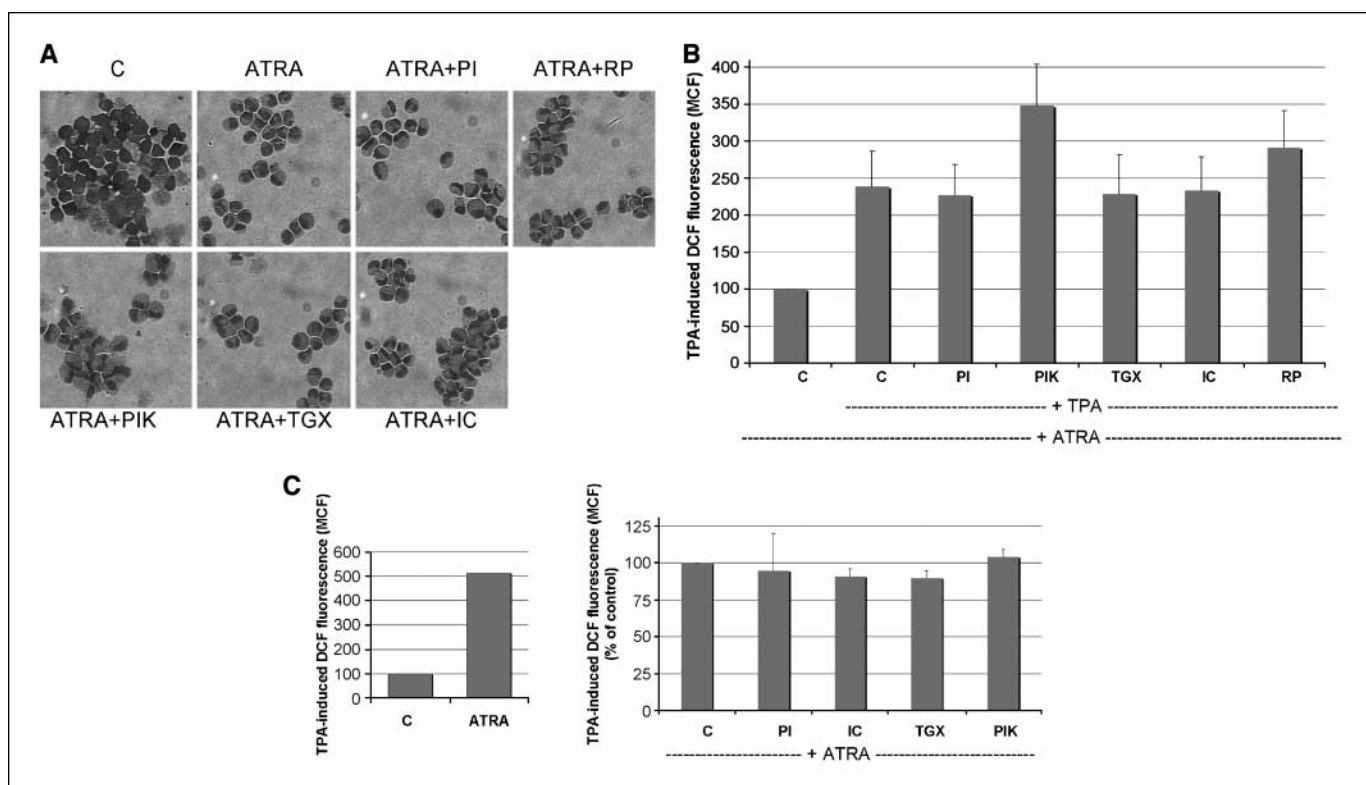 A
C
ATRA
ATRA+PI
ATRA+RP
ATRA+PIK
ATRA+TGX
ATRA+IC
B
TPA-induced DCF fluorescence (MCF)
400
350
300
250
200
150
100
50
0
C
C
PI
PIK
TGX
IC
RP
+ TPA
+ ATRA
C
TPA-induced DCF fluorescence (MCF)
600
500
400
300
200
100
0
C
ATRA
TPA-induced DCF fluorescence (MCF)
(% of control)
125
100
75
50
25
0
C
PI
IC
TGX
PIK
+ ATRA